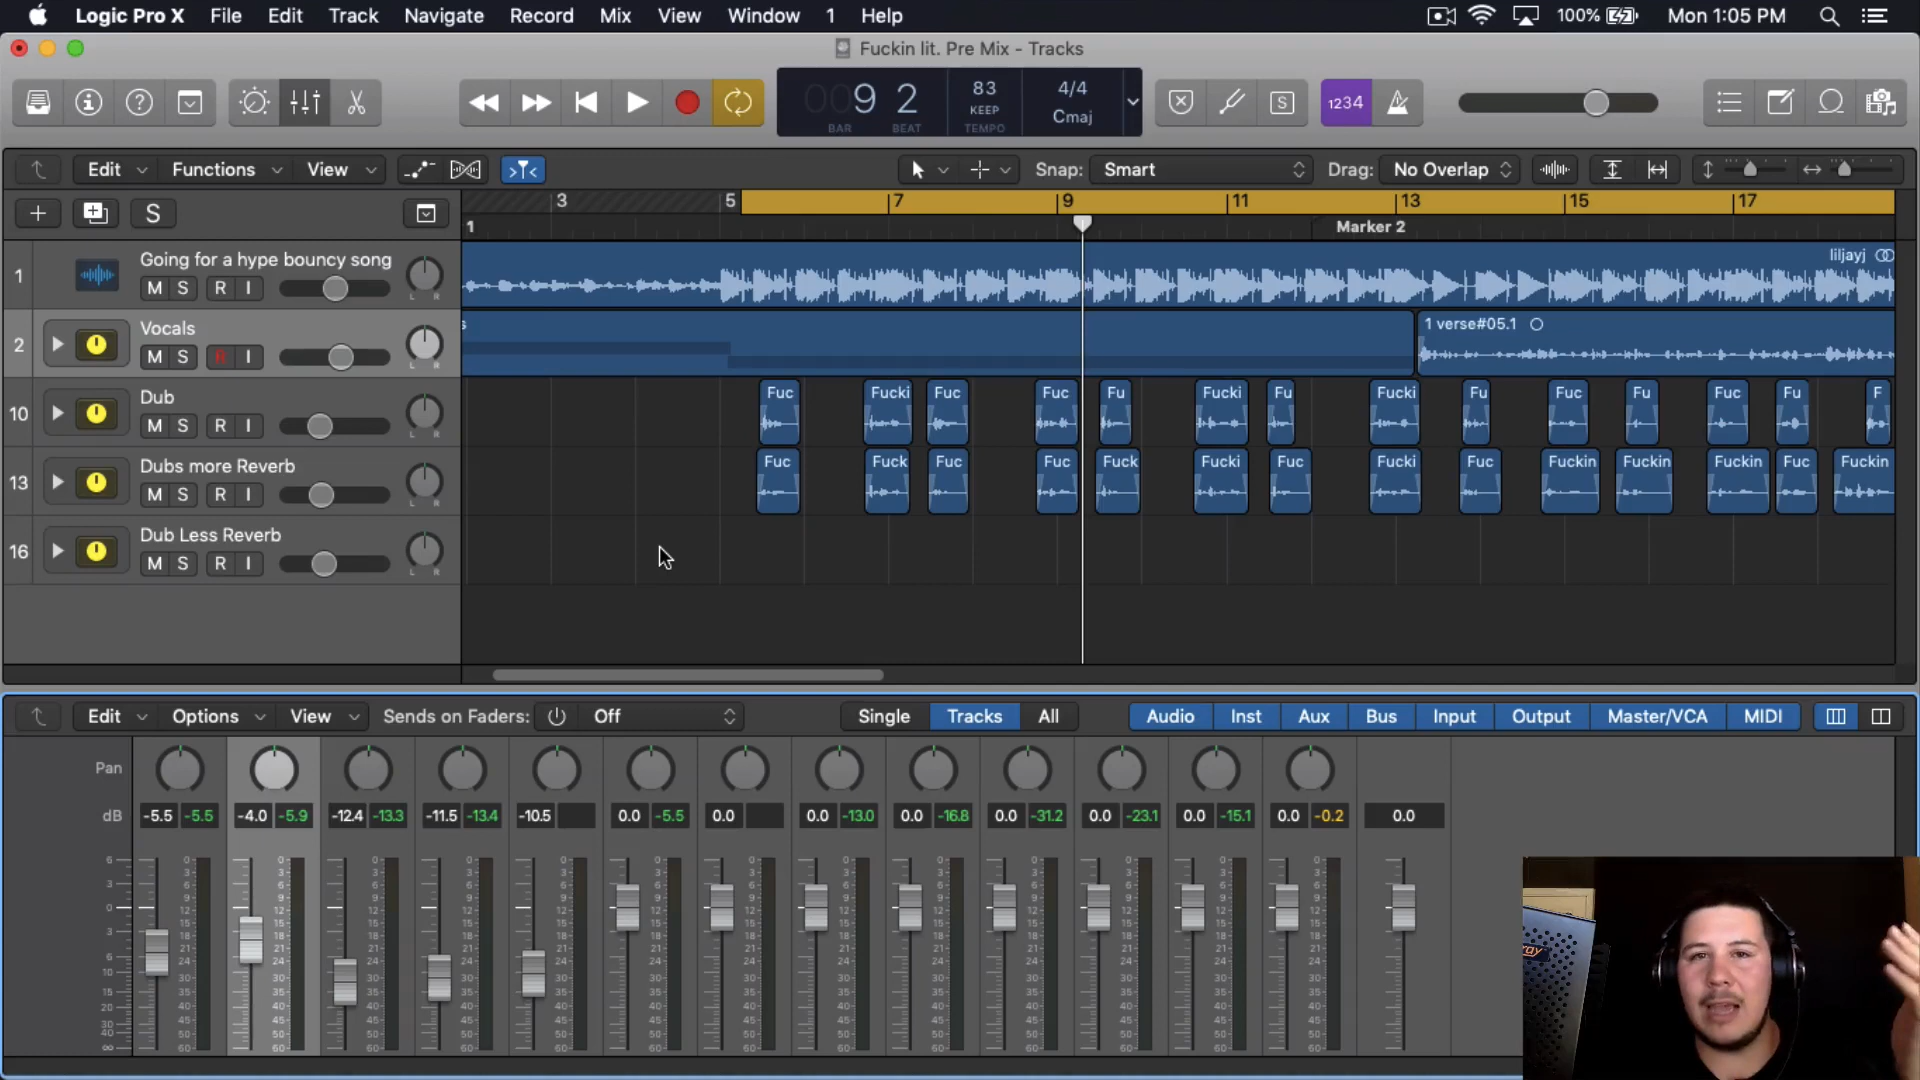 Logic Pro X File Edit Track Navigate Record Mix View Window 1 Help 100% Mon 1:05 PM
Fuckin lit. Pre Mix - Tracks
009 2 83 4/4
KEEP Cmaj
BAR BEAT TEMPO
S 1234
Edit Functions View Snap: Smart Drag: No Overlap
S 3 5 7 9 11 13 15 17
1 Marker 2
1 Going for a hype bouncy song liljayj
M S R I L R
2 Vocals 1 verse#05.1
M S R I
10 Dub Fuc Fucki Fuc Fuc Fu Fucki Fu Fucki Fu Fuc Fu Fuc Fu F
M S R I L R
13 Dubs more Reverb Fuc Fuck Fuc Fuc Fuck Fucki Fuc Fucki Fuc Fuckin Fuckin Fuckin Fuc Fuckin
M S R I L R
16 Dub Less Reverb
M S R I L R
Edit Options View Sends on Faders: Off Single Tracks All Audio Inst Aux Bus Input Output Master/VCA MIDI
Pan
dB -5.5 -5.5 -4.0 -5.9 -12.4 -13.3 -11.5 -13.4 -10.5 0.0 -5.5 0.0 0.0 -13.0 0.0 -16.8 0.0 -31.2 0.0 -23.1 0.0 -15.1 0.0 -0.2 0.0